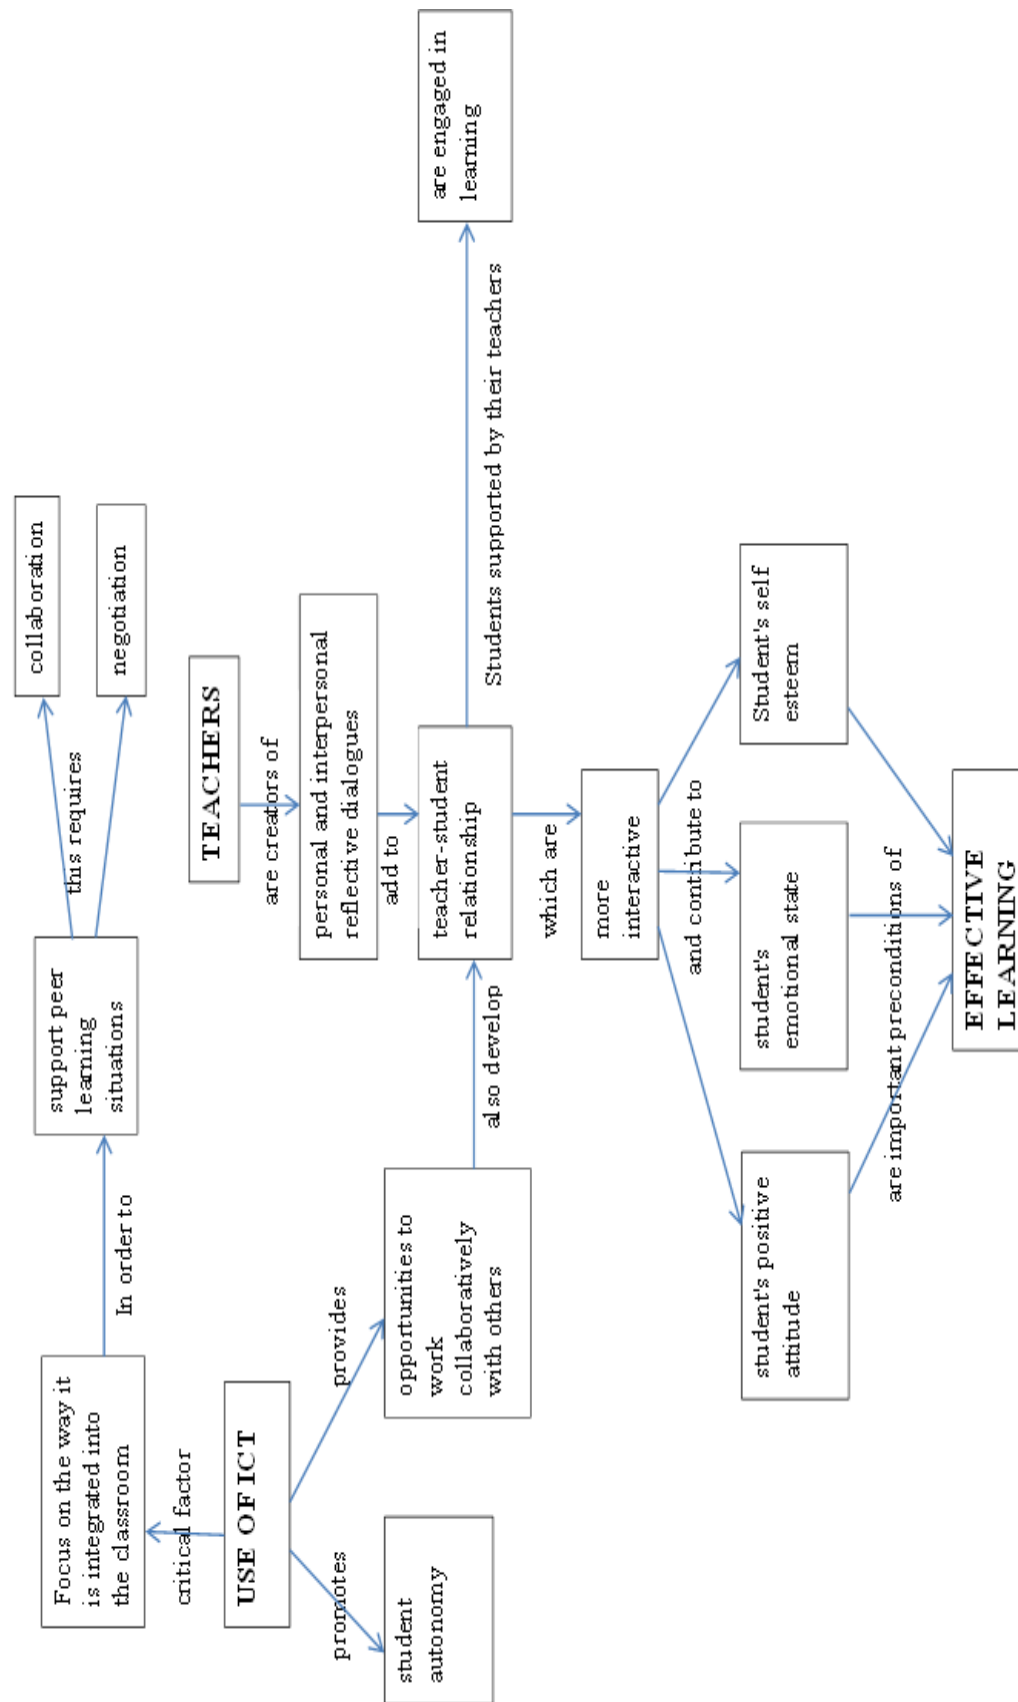 Focus on the way it
is integrated into
the classroom
In order to
support peer
learning
situations
this requires
collaboration
negotiation
critical factor
USE OF ICT
promotes
student
autonomy
provides
opportunities to
work
collaboratively
with others
also develop
TEACHERS
are creators of
personal and interpersonal
reflective dialogues
add to
teacher-student
relationship
Students supported by their teachers
are engaged in
learning
which are
more
interactive
and contribute to
student's positive
attitude
student's
emotional state
Student's self
esteem
are important preconditions of
EFFECTIVE
LEARNING